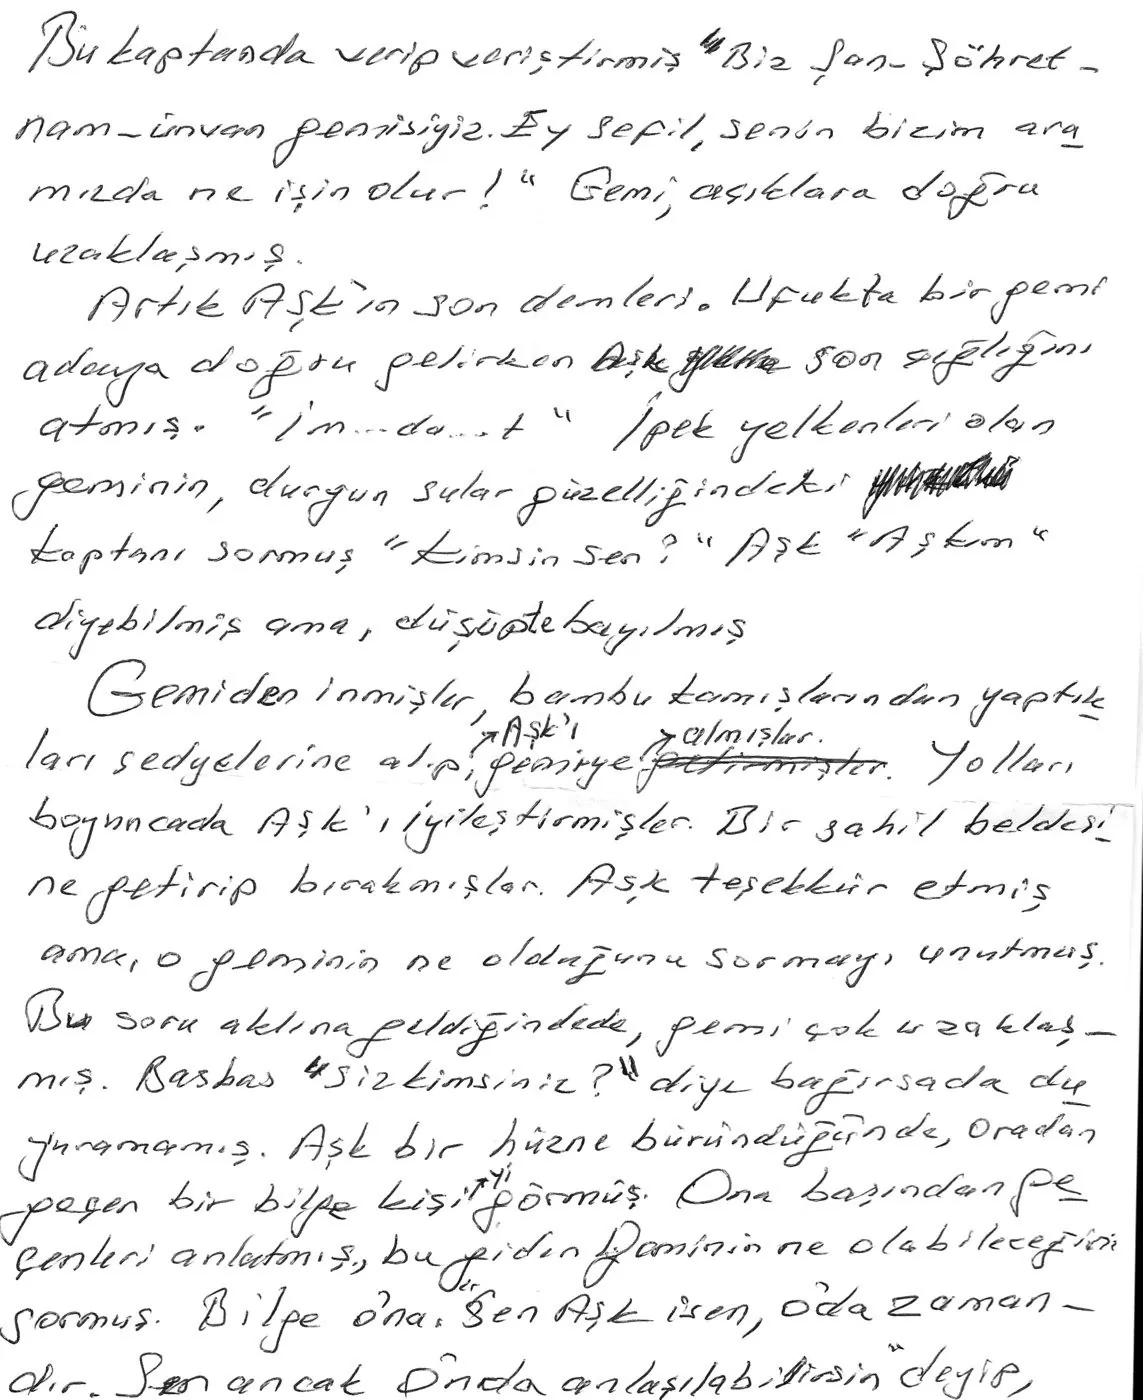 Bu kaptanda verip veriştirmiş "Biz Şan-Şöhret-
nam-ünvan gemisiyiz. Ey sefil, senin bizim ara
mızda ne işin olur!" Gemi, açıklara doğru
uzaklaşmış.
Artık Aşk'ın son demleri. Ufukta bir gemi
adaya doğru gelirken Aşk son çığlığını
atmış. "İm...da...t" İpek yelkenleri olan
geminin, durgun sular güzelliğindeki
kaptanı sormuş "Kimsin sen?" Aşk "Aşkım"
diyebilmiş ama, düşüpte bayılmış
Gemiden inmişler, bambu kamışlarından yaptık
ları sedyelerine alıp, Aşk'ı gemiye getirmişler almışlar. Yolları
boyuncada Aşk'ı iyileştirmişler. Bir sahil beldesi
ne getirip bırakmışlar. Aşk teşekkür etmiş
ama, o geminin ne olduğunu sormayı unutmuş.
Bu soru aklına geldiğindede, gemi çok uzaklaş-
mış. Basbas "Siz kimsiniz?" diye bağırsada du
yuramamış. Aşk bir hüzne büründüğünde, oradan
geçen bir bilge kişiyi görmüş. Ona başından ge
çenleri anlatmış, bu giden geminin ne olabileceğini
sormuş. Bilge o'na. "Sen Aşk isen, o'da zaman-
dır. Sen ancak onda anlaşılabilirsin" deyip,